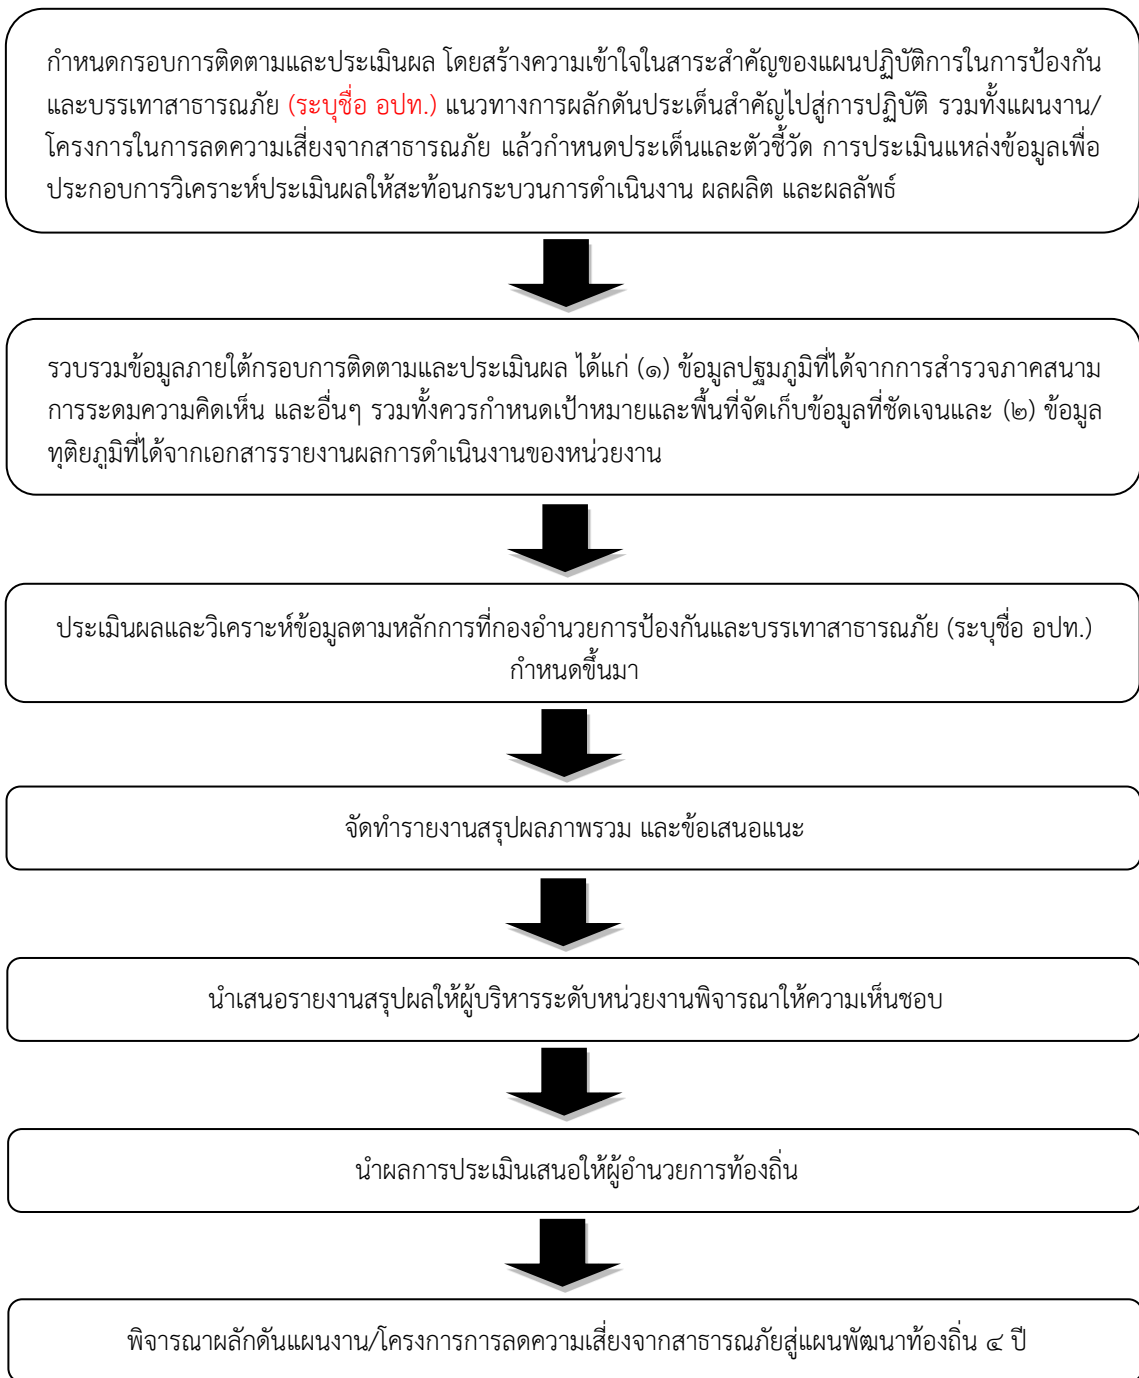 กำหนดกรอบการติดตามและประเมินผล โดยสร้างความเข้าใจในสาระสำคัญของแผนปฏิบัติการในการป้องกัน
และบรรเทาสาธารณภัย (ระบุชื่อ อปท.) แนวทางการผลักดันประเด็นสำคัญไปสู่การปฏิบัติ รวมทั้งแผนงาน/
โครงการในการลดความเสี่ยงจากสาธารณภัย แล้วกำหนดประเด็นและตัวชี้วัด การประเมินแหล่งข้อมูลเพื่อ
ประกอบการวิเคราะห์ประเมินผลให้สะท้อนกระบวนการดำเนินงาน ผลผลิต และผลลัพธ์
รวบรวมข้อมูลภายใต้กรอบการติดตามและประเมินผล ได้แก่ (๑) ข้อมูลปฐมภูมิที่ได้จากการสำรวจภาคสนาม
การระดมความคิดเห็น และอื่นๆ รวมทั้งควรกำหนดเป้าหมายและพื้นที่จัดเก็บข้อมูลที่ชัดเจนและ (๒) ข้อมูล
ทุติยภูมิที่ได้จากเอกสารรายงานผลการดำเนินงานของหน่วยงาน
ประเมินผลและวิเคราะห์ข้อมูลตามหลักการที่กองอำนวยการป้องกันและบรรเทาสาธารณภัย (ระบุชื่อ อปท.)
กำหนดขึ้นมา
จัดทำรายงานสรุปผลภาพรวม และข้อเสนอแนะ
นำเสนอรายงานสรุปผลให้ผู้บริหารระดับหน่วยงานพิจารณาให้ความเห็นชอบ
นำผลการประเมินเสนอให้ผู้อำนวยการท้องถิ่น
พิจารณาผลักดันแผนงาน/โครงการการลดความเสี่ยงจากสาธารณภัยสู่แผนพัฒนาท้องถิ่น ๔ ปี